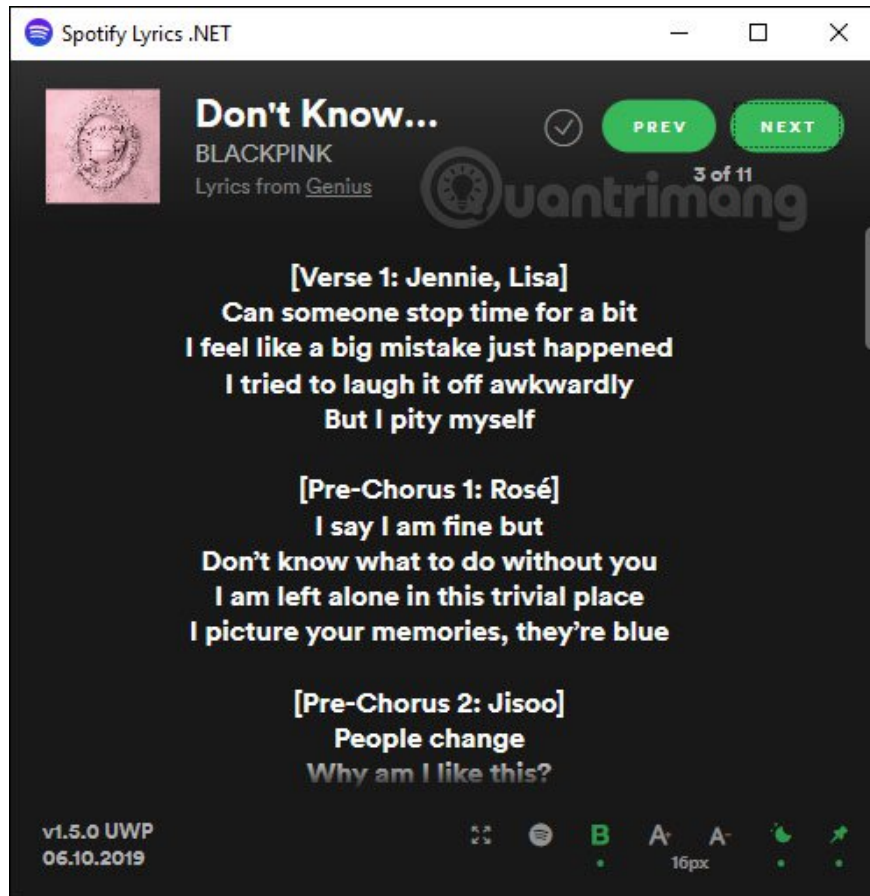 Spotify Lyrics .NET
Don't Know...
BLACKPINK
Lyrics from Genius
PREV
NEXT
3 of 11
Quantrimang
[Verse 1: Jennie, Lisa]
Can someone stop time for a bit
I feel like a big mistake just happened
I tried to laugh it off awkwardly
But I pity myself
[Pre-Chorus 1: Rosé]
I say I am fine but
Don’t know what to do without you
I am left alone in this trivial place
I picture your memories, they’re blue
[Pre-Chorus 2: Jisoo]
People change
Why am I like this?
v1.5.0 UWP
06.10.2019
B
A+
A-
16px